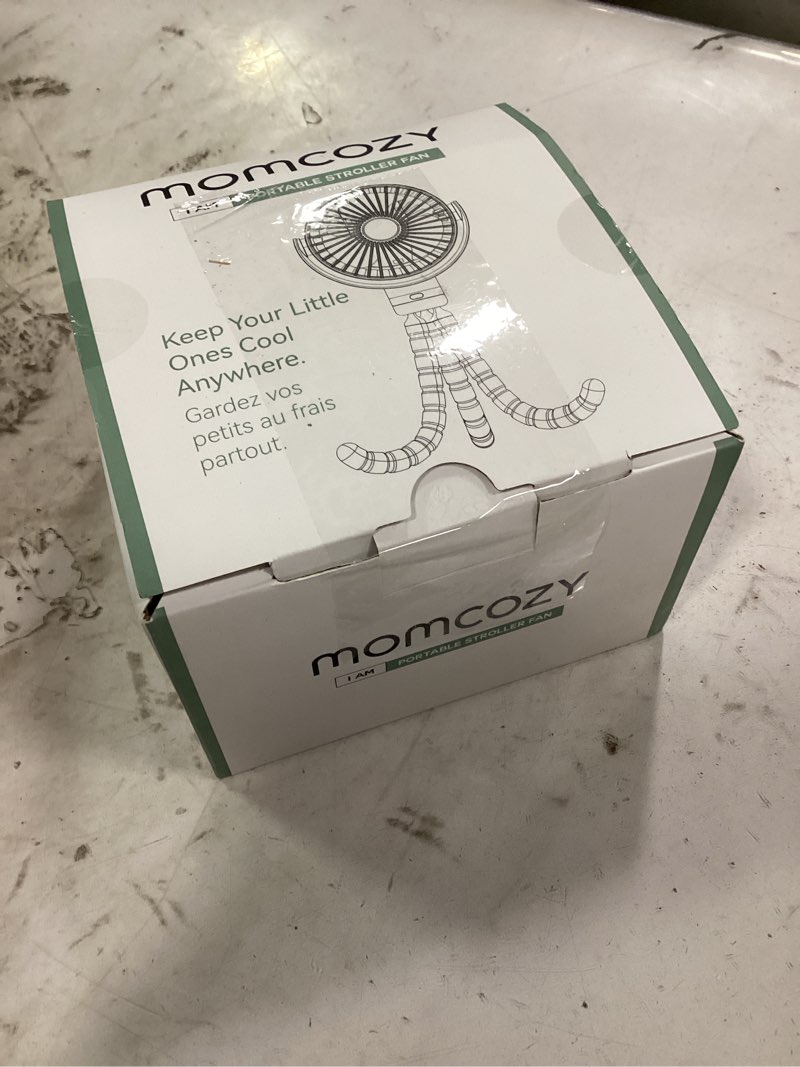 momcozy
I AM PORTABLE STROLLER FAN
Keep Your Little
Ones Cool
Anywhere.
Gardez vos
petits au frais
partout.
momcozy
I AM PORTABLE STROLLER FAN